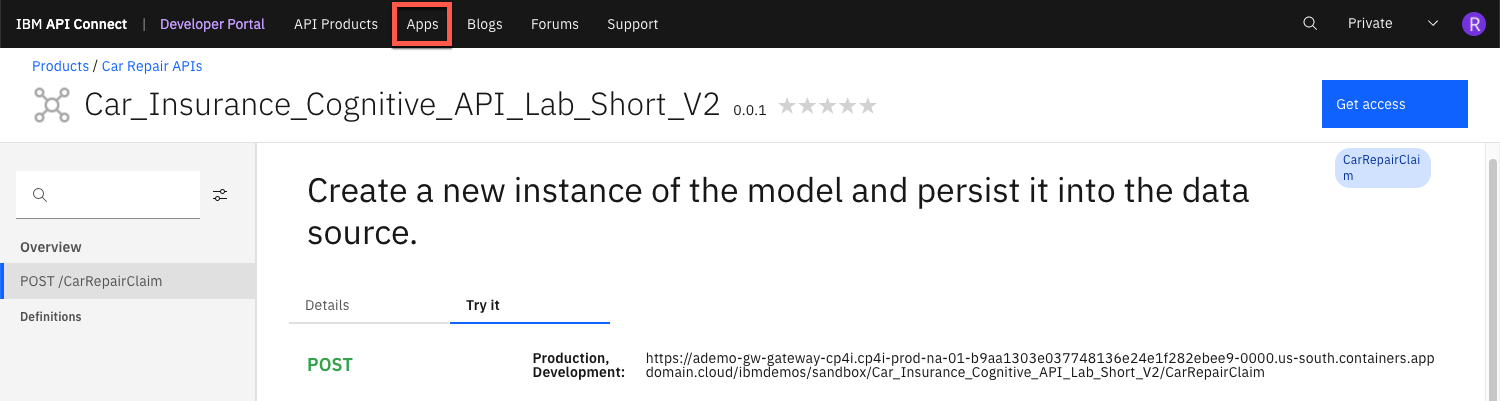 IBM API Connect | Developer Portal API Products Apps Blogs Forums Support Private R
Products / Car Repair APIs
Car_Insurance_Cognitive_API_Lab_Short_V2 0.0.1 Get access
CarRepairClai
m
Create a new instance of the model and persist it into the data
source.
Overview
POST /CarRepairClaim
Definitions
Details Try it
POST
Production, https://ademo-gw-gateway-cp4i.cp4i-prod-na-01-b9aa1303e037748136e24e1f282ebee9-0000.us-south.containers.app
Development: domain.cloud/ibmdemos/sandbox/Car_Insurance_Cognitive_API_Lab_Short_V2/CarRepairClaim